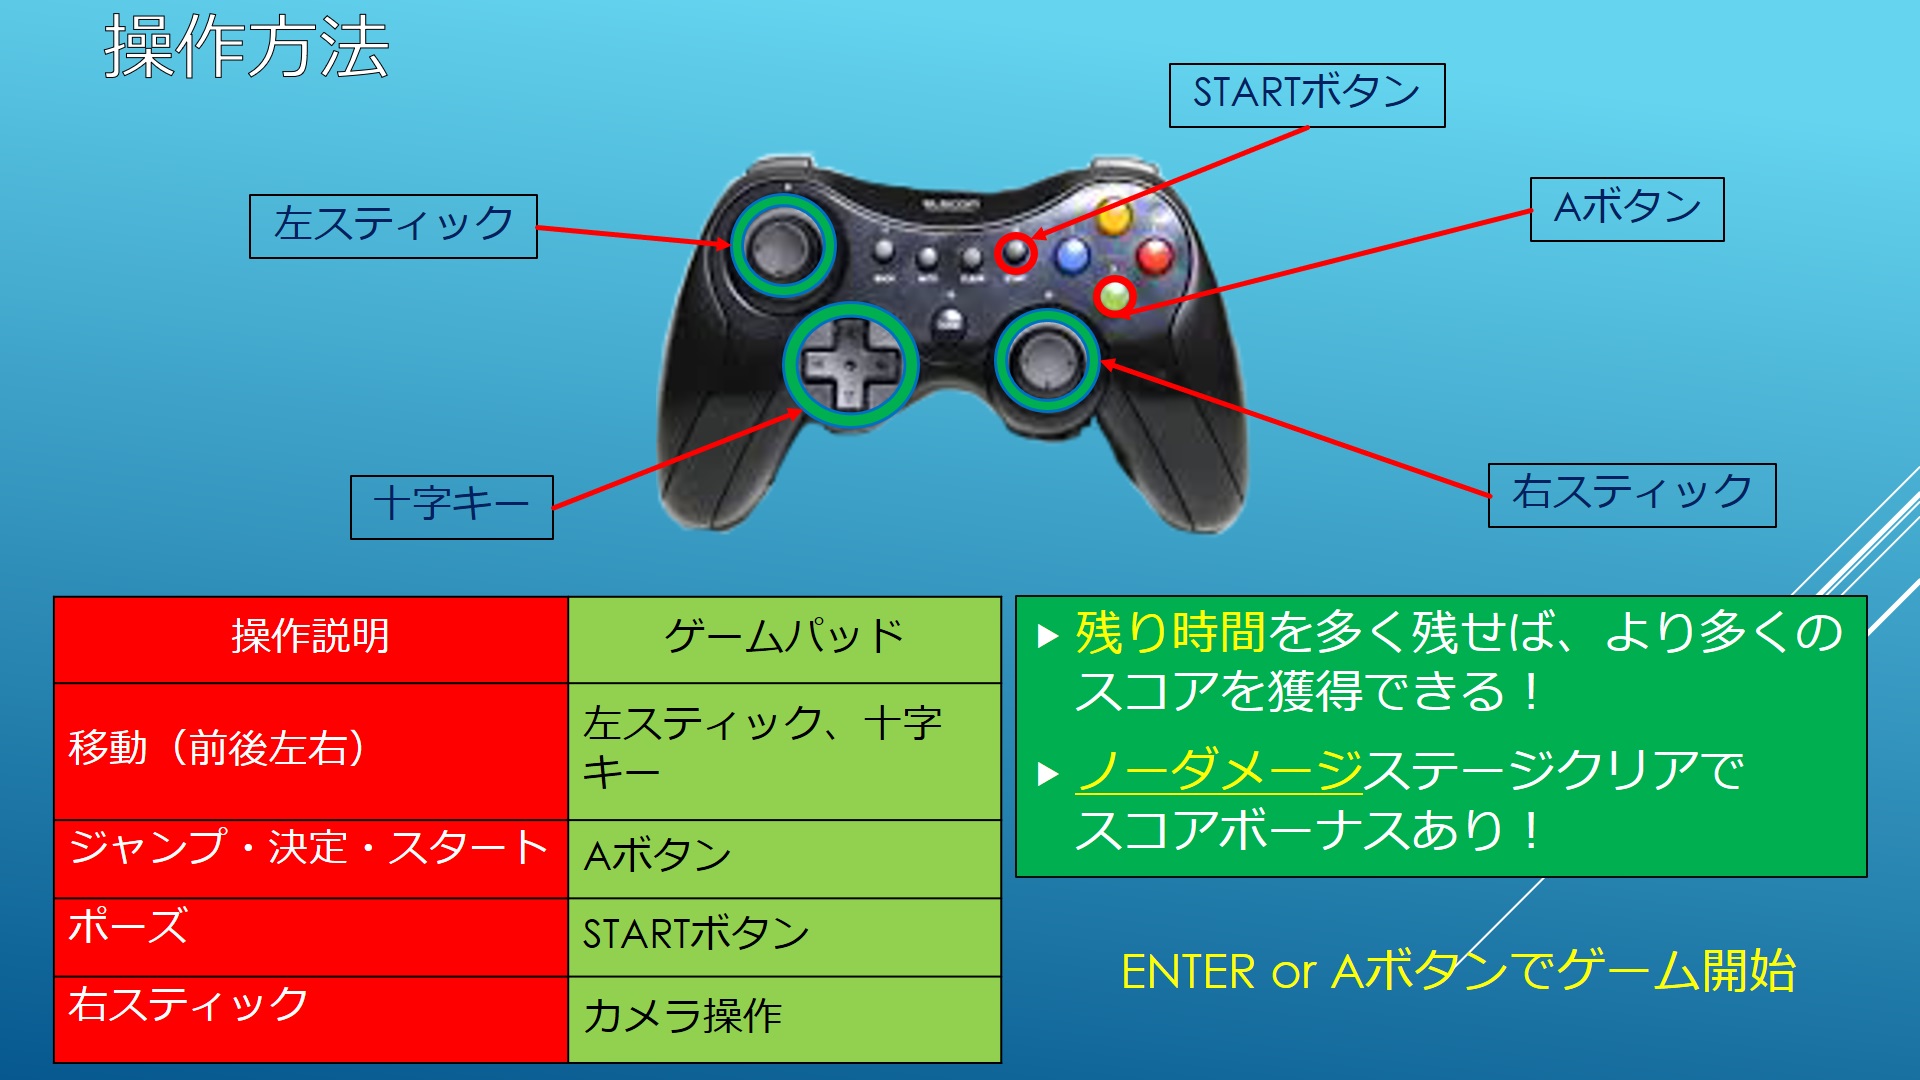 操作方法
STARTボタン
Aボタン
左スティック
ELECOM
十字キー
右スティック
操作説明
ゲームパッド
移動（前後左右）
左スティック、十字
キー
ジャンプ・決定・スタート
Aボタン
ポーズ
STARTボタン
右スティック
カメラ操作
残り時間を多く残せば、より多くの
スコアを獲得できる！
ノーダメージステージクリアで
スコアボーナスあり！
ENTER or Aボタンでゲーム開始